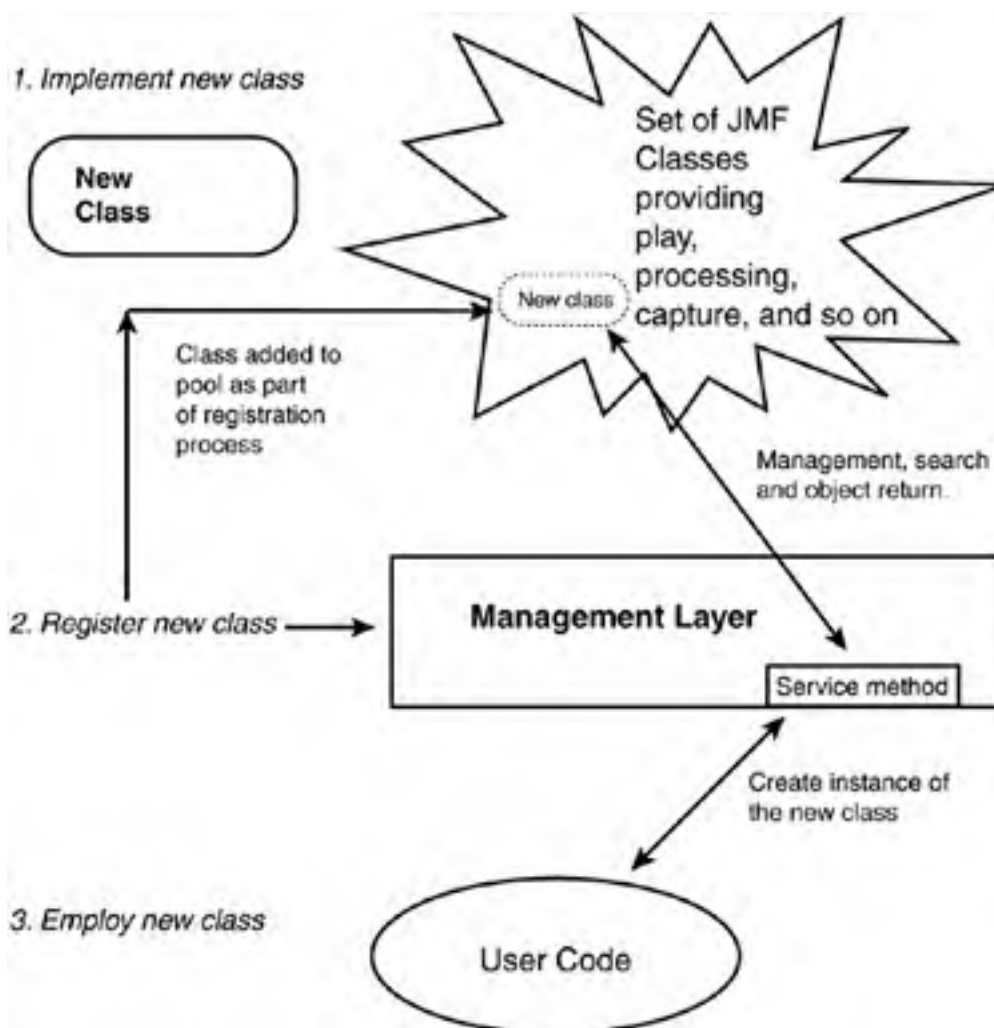 1. Implement new class
New
Class
Set of JMF
Classes
providing
play,
processing,
capture, and so on
New class
Class added to
pool as part
of registration
process
Management, search
and object return.
2. Register new class
Management Layer
Service method
Create instance of
the new class
3. Employ new class
User Code